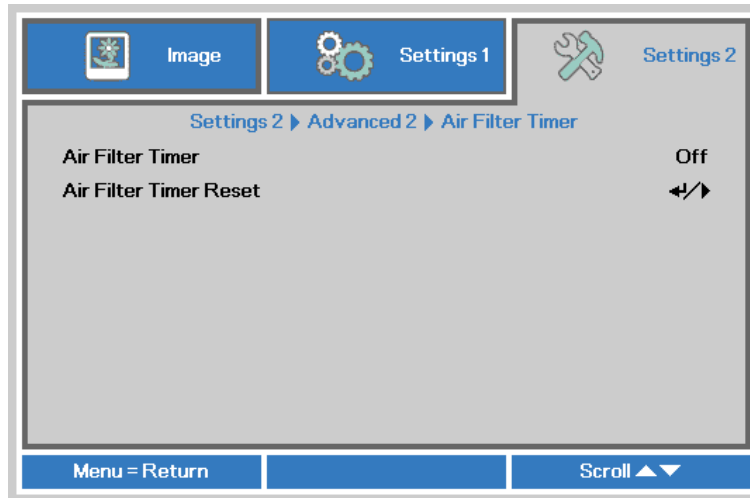 Image
Settings 1
Settings 2
Settings 2 ▶ Advanced 2 ▶ Air Filter Timer
Air Filter Timer Off
Air Filter Timer Reset ↵/▶
Menu = Return
Scroll ▲▼